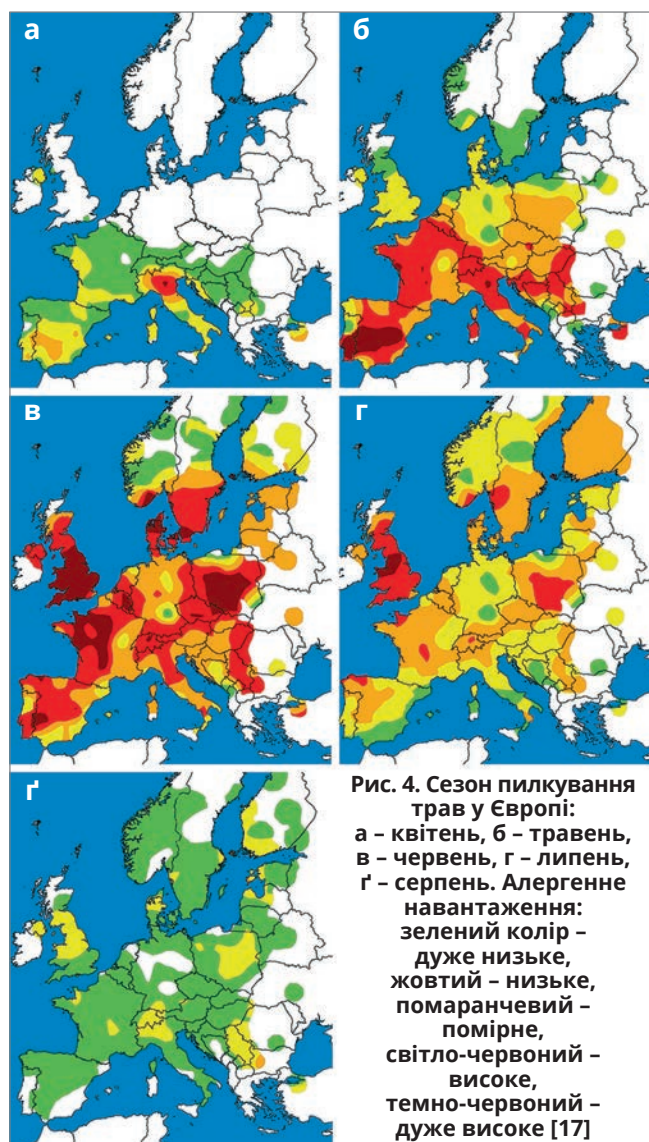 а
б
в
г
ґ
Рис. 4. Сезон пилкування
трав у Європі:
а – квітень, б – травень,
в – червень, г – липень,
ґ – серпень. Алергенне
навантаження:
зелений колір –
дуже низьке,
жовтий – низьке,
помаранчевий –
помірне,
світло-червоний –
високе,
темно-червоний –
дуже високе [17]